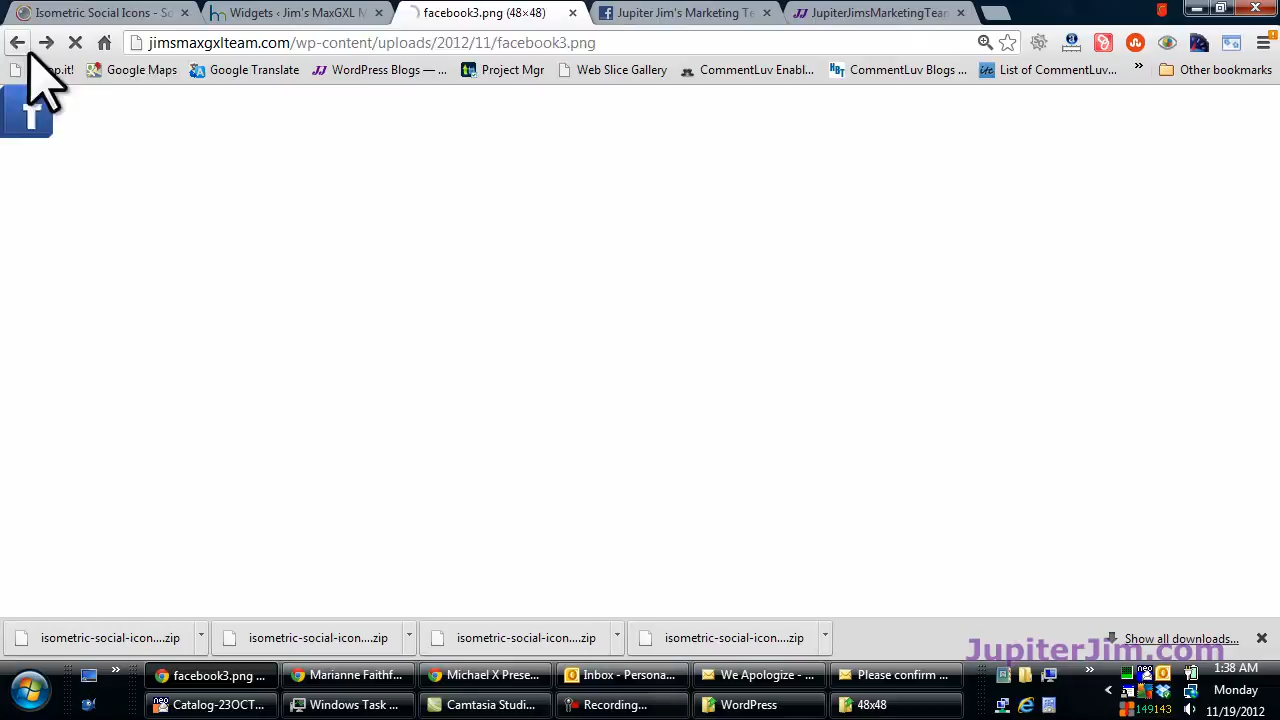 Isometric Social Icons - So
Widgets ‹ Jim's MaxGXL M
facebook3.png (48×48)
Jupiter Jim's Marketing Te
JupiterJimsMarketingTean
jimsmaxgxlteam.com/wp-content/uploads/2012/11/facebook3.png
Google Maps
Google Translate
WordPress Blogs — ...
Project Mgr
Web Slice Gallery
CommentLuv Enabl...
CommentLuv Blogs ...
List of CommentLuv...
Other bookmarks
isometric-social-icon....zip
isometric-social-icon....zip
isometric-social-icon....zip
isometric-social-icon....zip
Show all downloads...
JupiterJim.com
facebook3.png ...
Marianne Faithf...
Michael X Prese...
Inbox - Persona...
We Apologize - ...
Please confirm ...
1:38 AM
Monday
Catalog-22OCT...
Windows Task ...
Camtasia Studi...
Recording...
WordPress
48x48
149143
11/19/2012